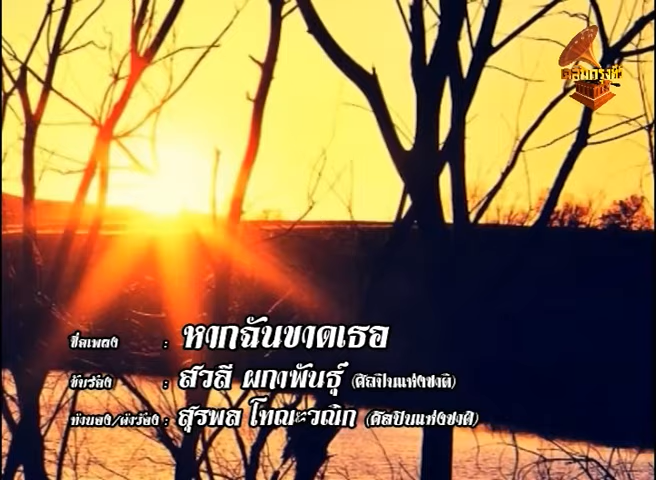 ชื่อเพลง : หากฉันขาดเธอ
ขับร้อง : สวลี ผกาพันธุ์ (ศิลปินแห่งชาติ)
ทำนอง/คำร้อง : สุรพล โทณะวณิก (ศิลปินแห่งชาติ)